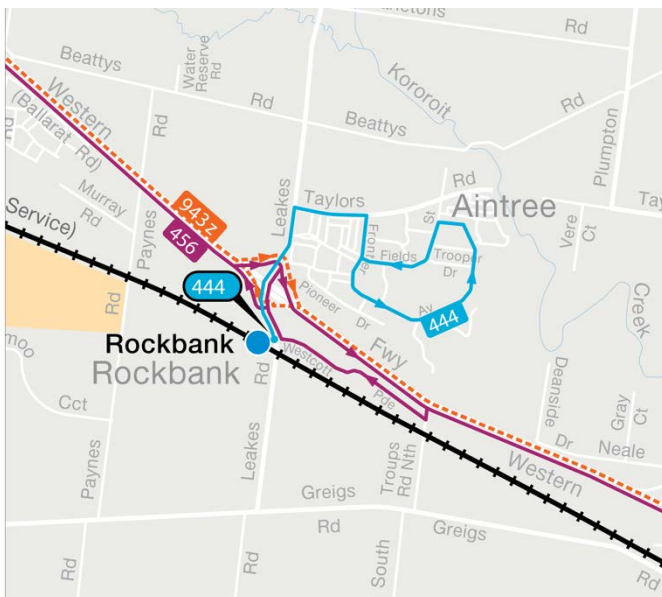 Rd
Beattys
Western
Water
Reserve
Rd
Rd
Kororoit
Rd
(Ballarat
Rd)
Rd
Beattys
Plumpton
Murray
Rd
Leakes
Taylors
Rd
Aintree
Tay
Service)
Paynes
943z
456
St
Vere
Ct
Rd
Frontier
Fields
Trooper
Dr
444
Pioneer
Dr
Av
444
Fwy
Creek
Rockbank
Rockbank
Westcott
Pde
Rd
Deanside
Dr
Gray
Ct
Neale
Cct
Paynes
Leakes
Troups
Rd Nth
Western
Greigs
Rd
Greigs
Rd
Rd
Rd
South
Rd